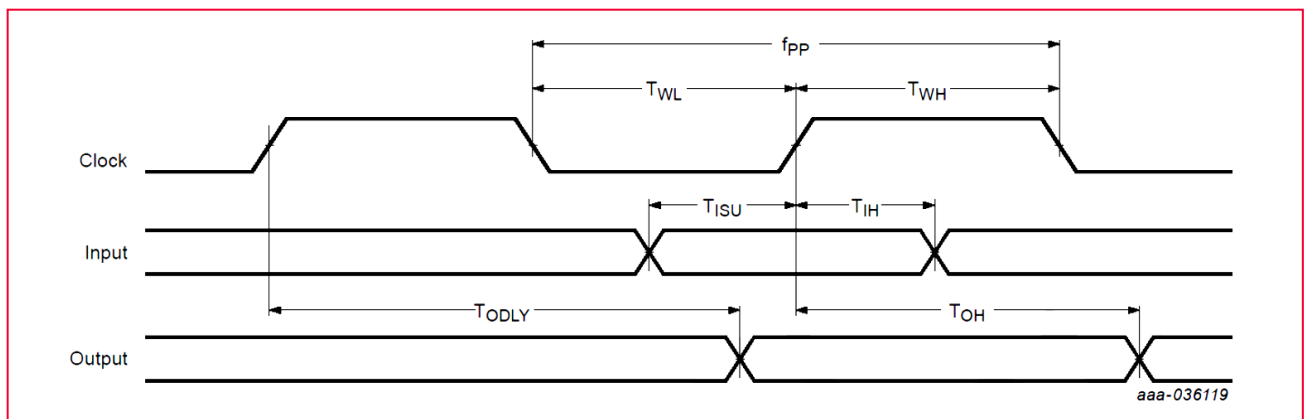 fPP
TWL TWH
Clock
TISU TIH
Input
TODLY TOH
Output
aaa-036119